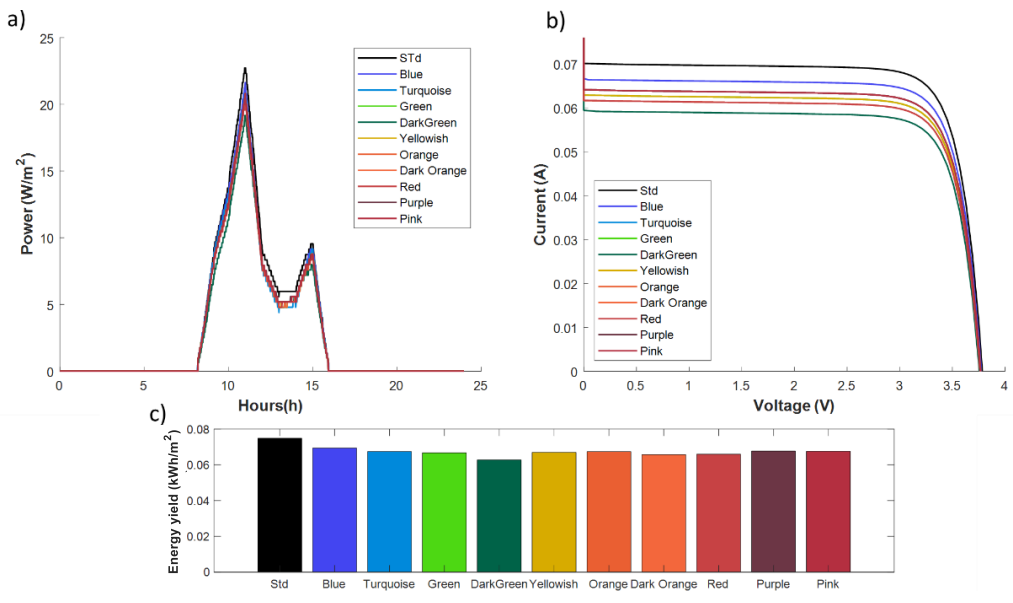 a)
25
20
15
10
5
0
Power (W/m²)
0 5 10 15 20 25
Hours(h)
STd
Blue
Turquoise
Green
DarkGreen
Yellowish
Orange
Dark Orange
Red
Purple
Pink
b)
0.07
0.06
0.05
0.04
0.03
0.02
0.01
0
Current (A)
0 0.5 1 1.5 2 2.5 3 3.5 4
Voltage (V)
Std
Blue
Turquoise
Green
DarkGreen
Yellowish
Orange
Dark Orange
Red
Purple
Pink
c)
0.08
0.06
0.04
0.02
0
Energy yield (kWh/m²)
Std Blue Turquoise Green DarkGreen Yellowish Orange Dark Orange Red Purple Pink